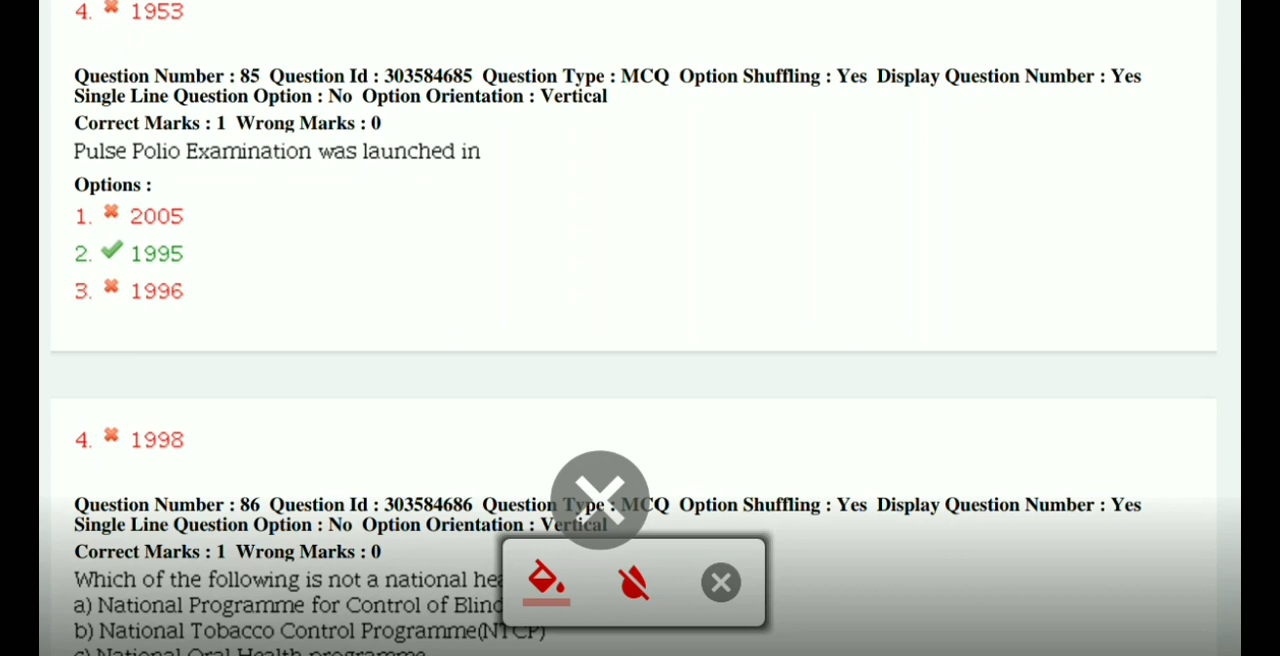 4. 1953
Question Number : 85 Question Id : 303584685 Question Type : MCQ Option Shuffling : Yes Display Question Number : Yes
Single Line Question Option : No Option Orientation : Vertical
Correct Marks : 1 Wrong Marks : 0
Pulse Polio Examination was launched in
Options :
1. 2005
2. 1995
3. 1996
4. 1998
Question Number : 86 Question Id : 303584686 Question Type : MCQ Option Shuffling : Yes Display Question Number : Yes
Single Line Question Option : No Option Orientation : Vertical
Correct Marks : 1 Wrong Marks : 0
Which of the following is not a national
a) National Programme for Control of
b) National Tobacco Control Programme(NTCP)
c) National Oral Health programme